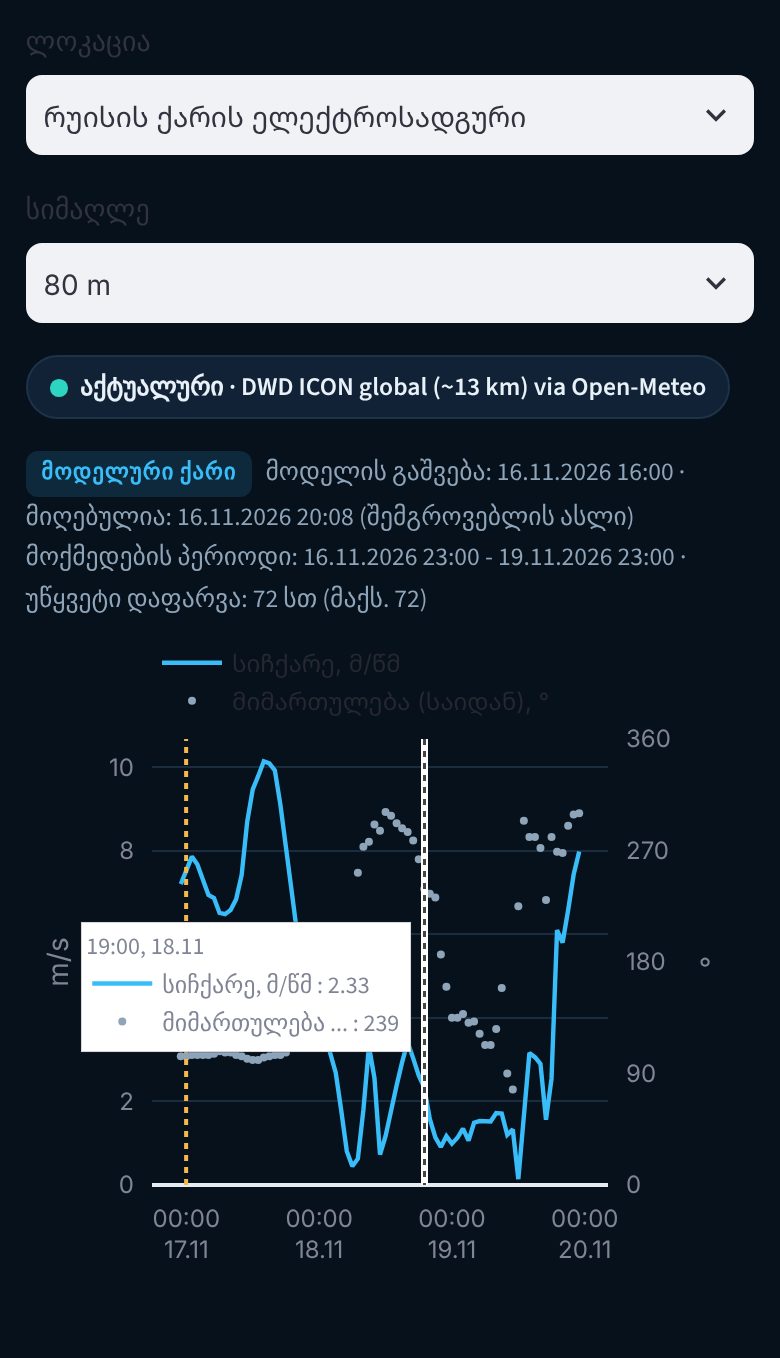 ლოკაცია
რუისის ქარის ელექტროსადგური
სიმაღლე
80 m
აქტუალური · DWD ICON global (~13 km) via Open-Meteo
მოდელური ქარი მოდელის გაშვება: 16.11.2026 16:00 ·
მიღებულია: 16.11.2026 20:08 (შემგროვებლის ასლი)
მოქმედების პერიოდი: 16.11.2026 23:00 - 19.11.2026 23:00 ·
უწყვეტი დაფარვა: 72 სთ (მაქს. 72)
სიჩქარე, მ/წმ
მიმართულება (საიდან), °
360
10
8
270
m/s
19:00, 18.11
სიჩქარე, მ/წმ : 2.33
მიმართულება ... : 239
180
°
90
2
0
0
00:00 00:00 00:00 00:00
17.11 18.11 19.11 20.11